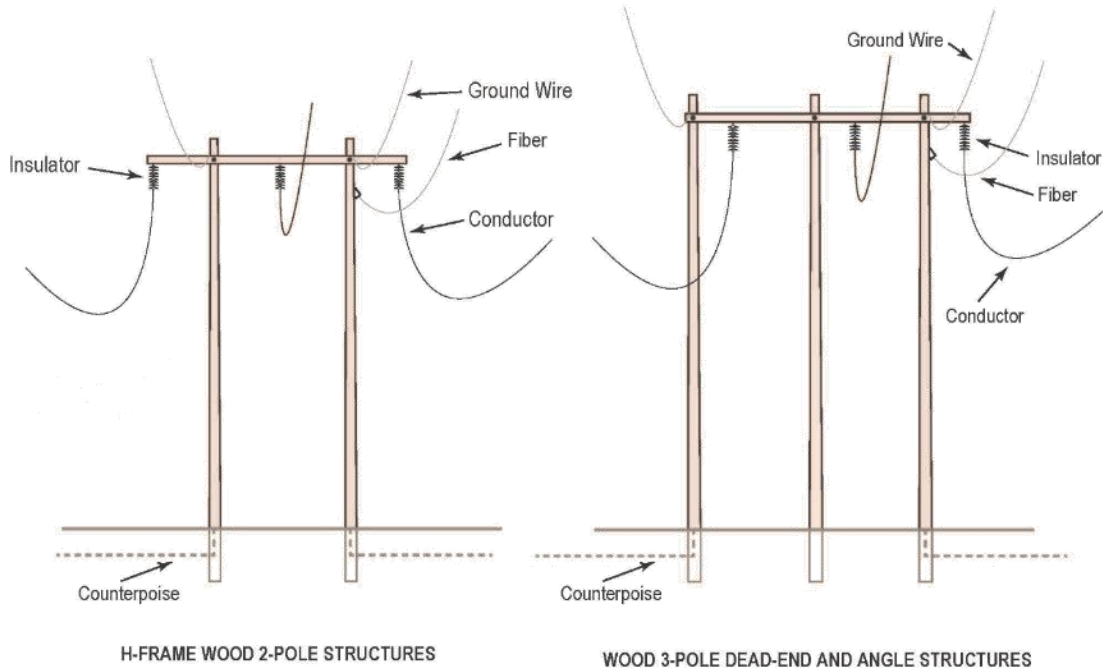 Ground Wire
Fiber
Insulator
Conductor
Counterpoise
H-FRAME WOOD 2-POLE STRUCTURES
Ground Wire
Insulator
Fiber
Conductor
Counterpoise
WOOD 3-POLE DEAD-END AND ANGLE STRUCTURES